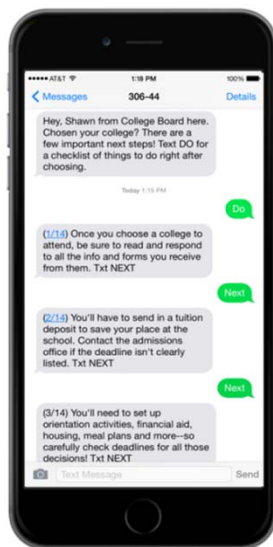 AT&T 1:18 PM 100%
Messages 306-44 Details
Hey, Shawn from College Board here.
Chosen your college? There are a
few important next steps! Text DO for
a checklist of things to do right after
choosing.
Today 1:15 PM
Do
(1/14) Once you choose a college to
attend, be sure to read and respond
to all the info and forms you receive
from them. Txt NEXT
Next
(2/14) You'll have to send in a tuition
deposit to save your place at the
school. Contact the admissions
office if the deadline isn't clearly
listed. Txt NEXT
Next
(3/14) You'll need to set up
orientation activities, financial aid,
housing, meal plans and more--so
carefully check deadlines for all those
decisions! Txt NEXT
Text Message Send